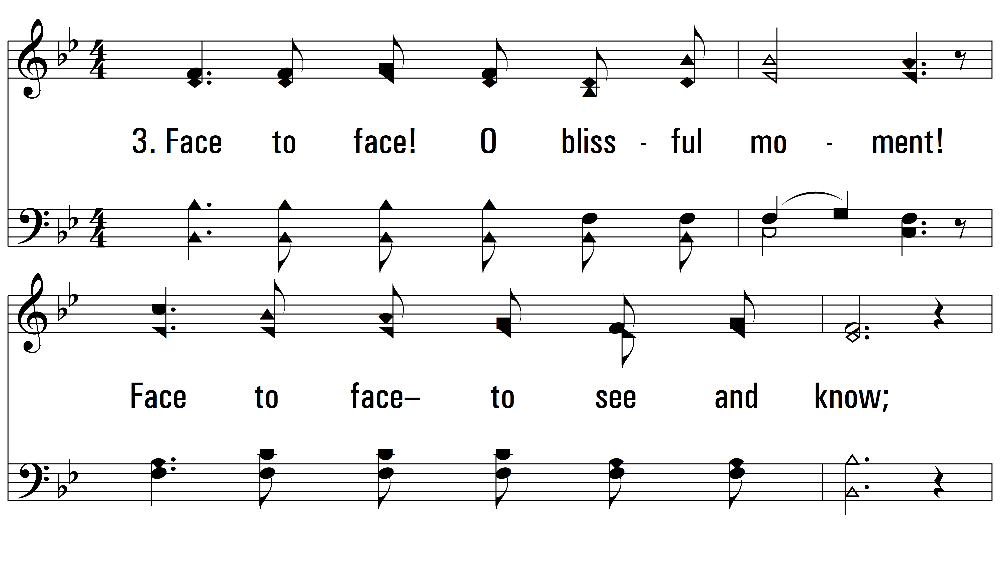 3. Face to face! O bliss - ful mo - ment!
Face to face– to see and know;